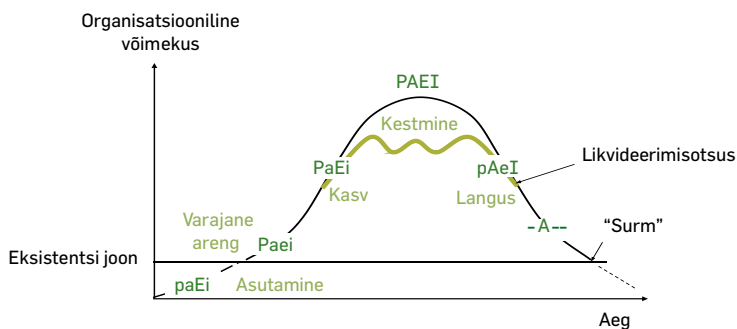 Organisatsiooniline
võimekus
PAEI
Kestmine
PaEi
pAeI
Likvideerimisotsus
Kasv
Langus
Varajane
areng
Paei
-A--
“Surm”
Eksistentsi joon
paEi
Asutamine
Aeg